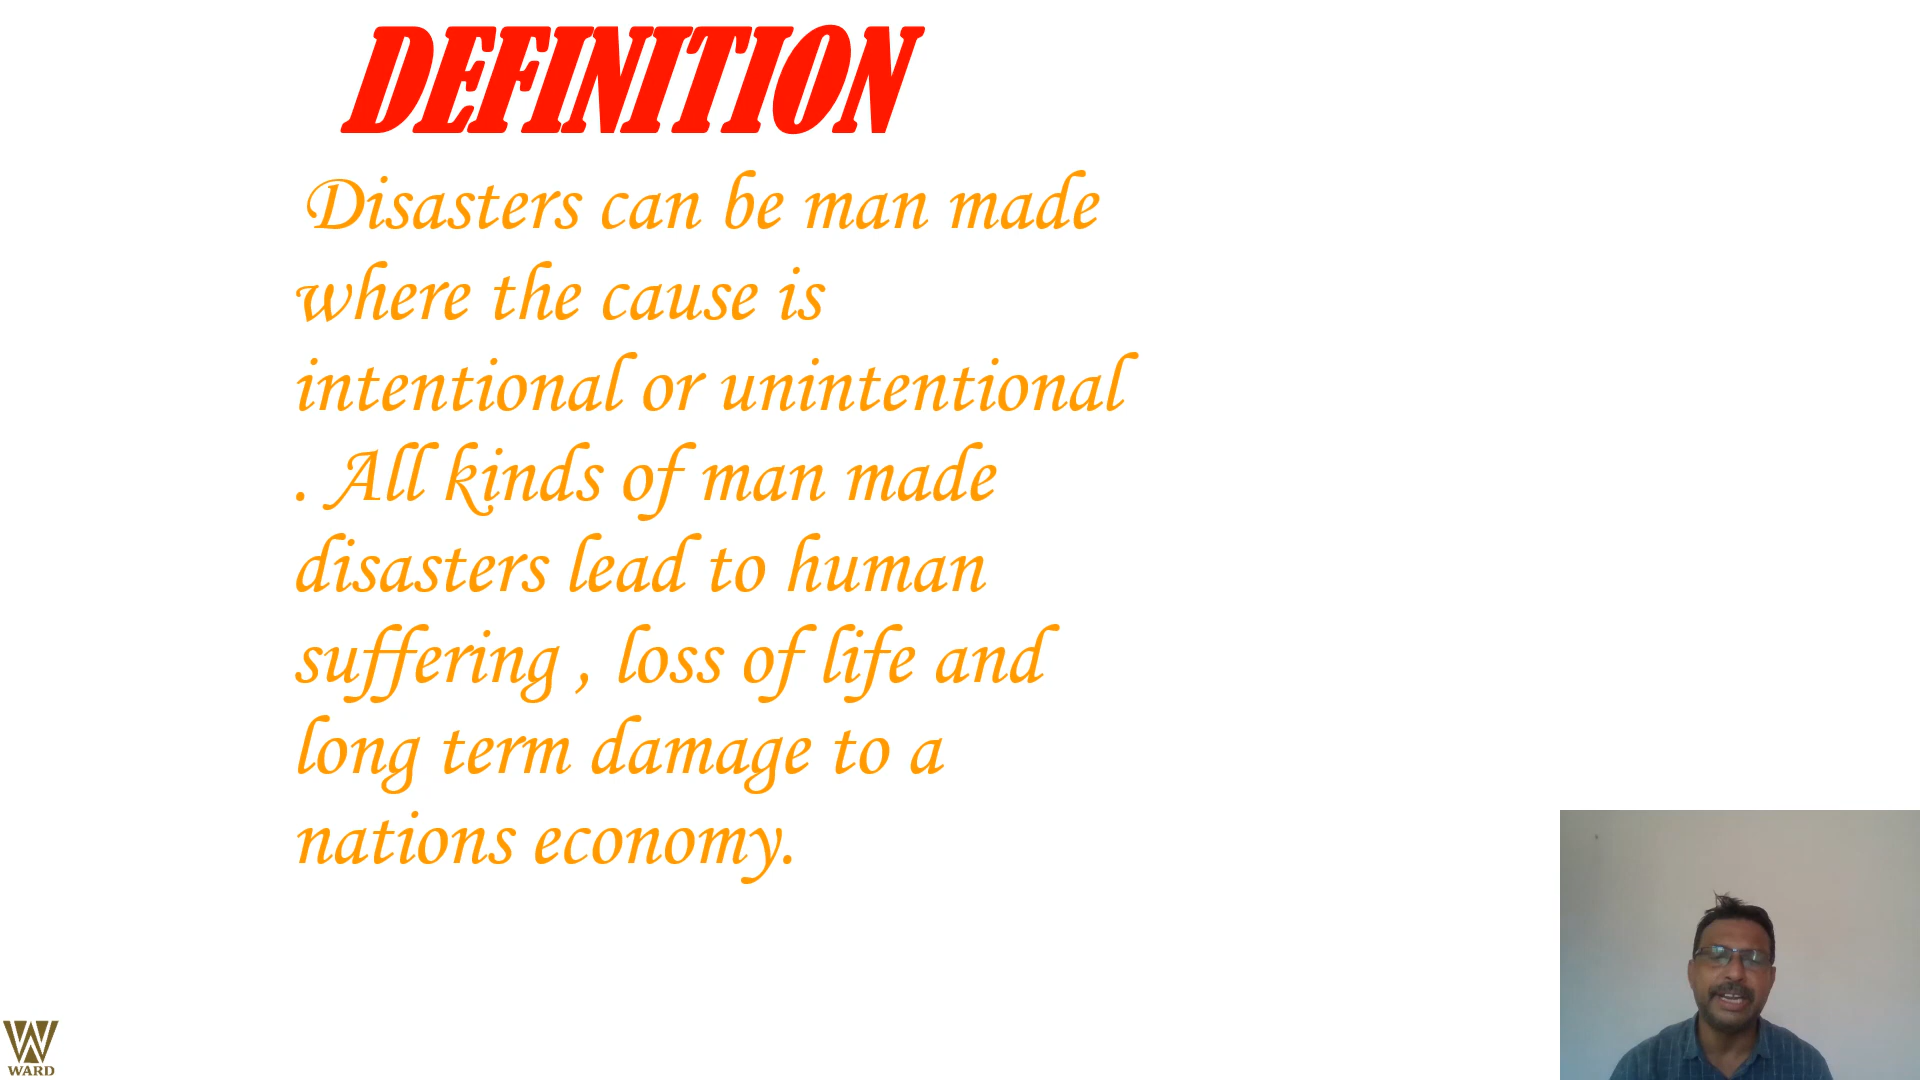 DEFINITION
Disasters can be man made
where the cause is
intentional or unintentional
. All kinds of man made
disasters lead to human
suffering , loss of life and
long term damage to a
nations economy.
WARD